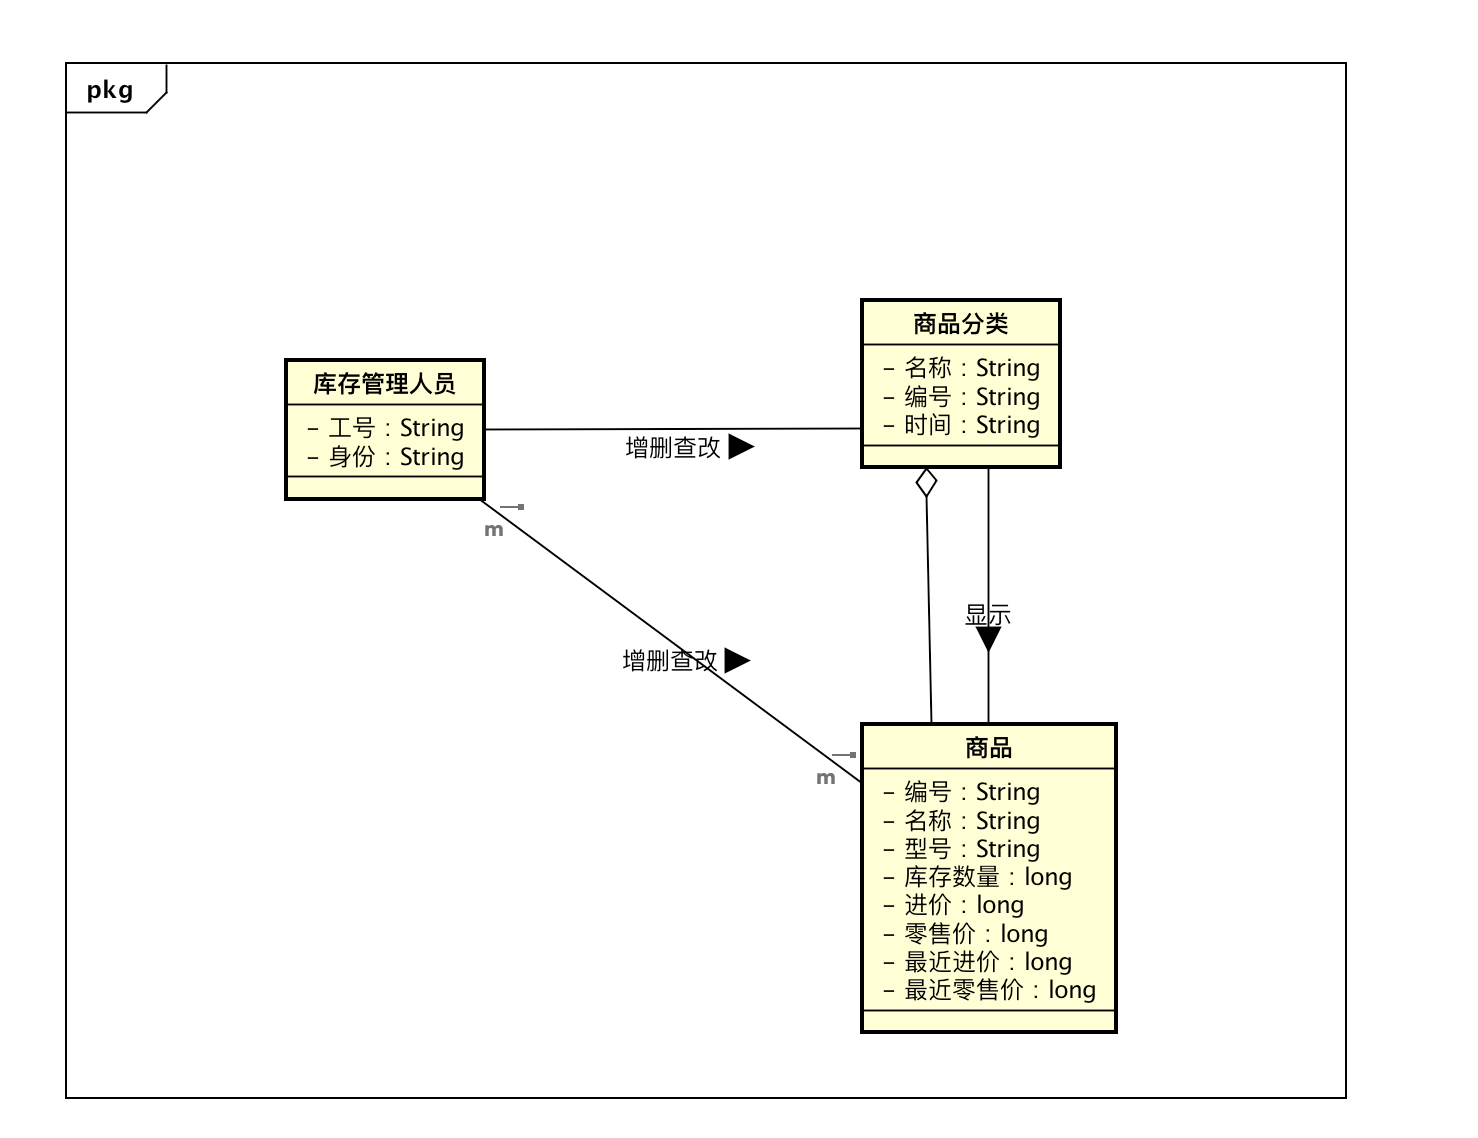 pkg
库存管理人员
- 工号 : String
- 身份 : String
商品分类
- 名称 : String
- 编号 : String
- 时间 : String
增删查改
m
增删查改
显示
m
商品
- 编号 : String
- 名称 : String
- 型号 : String
- 库存数量 : long
- 进价 : long
- 零售价 : long
- 最近进价 : long
- 最近零售价 : long